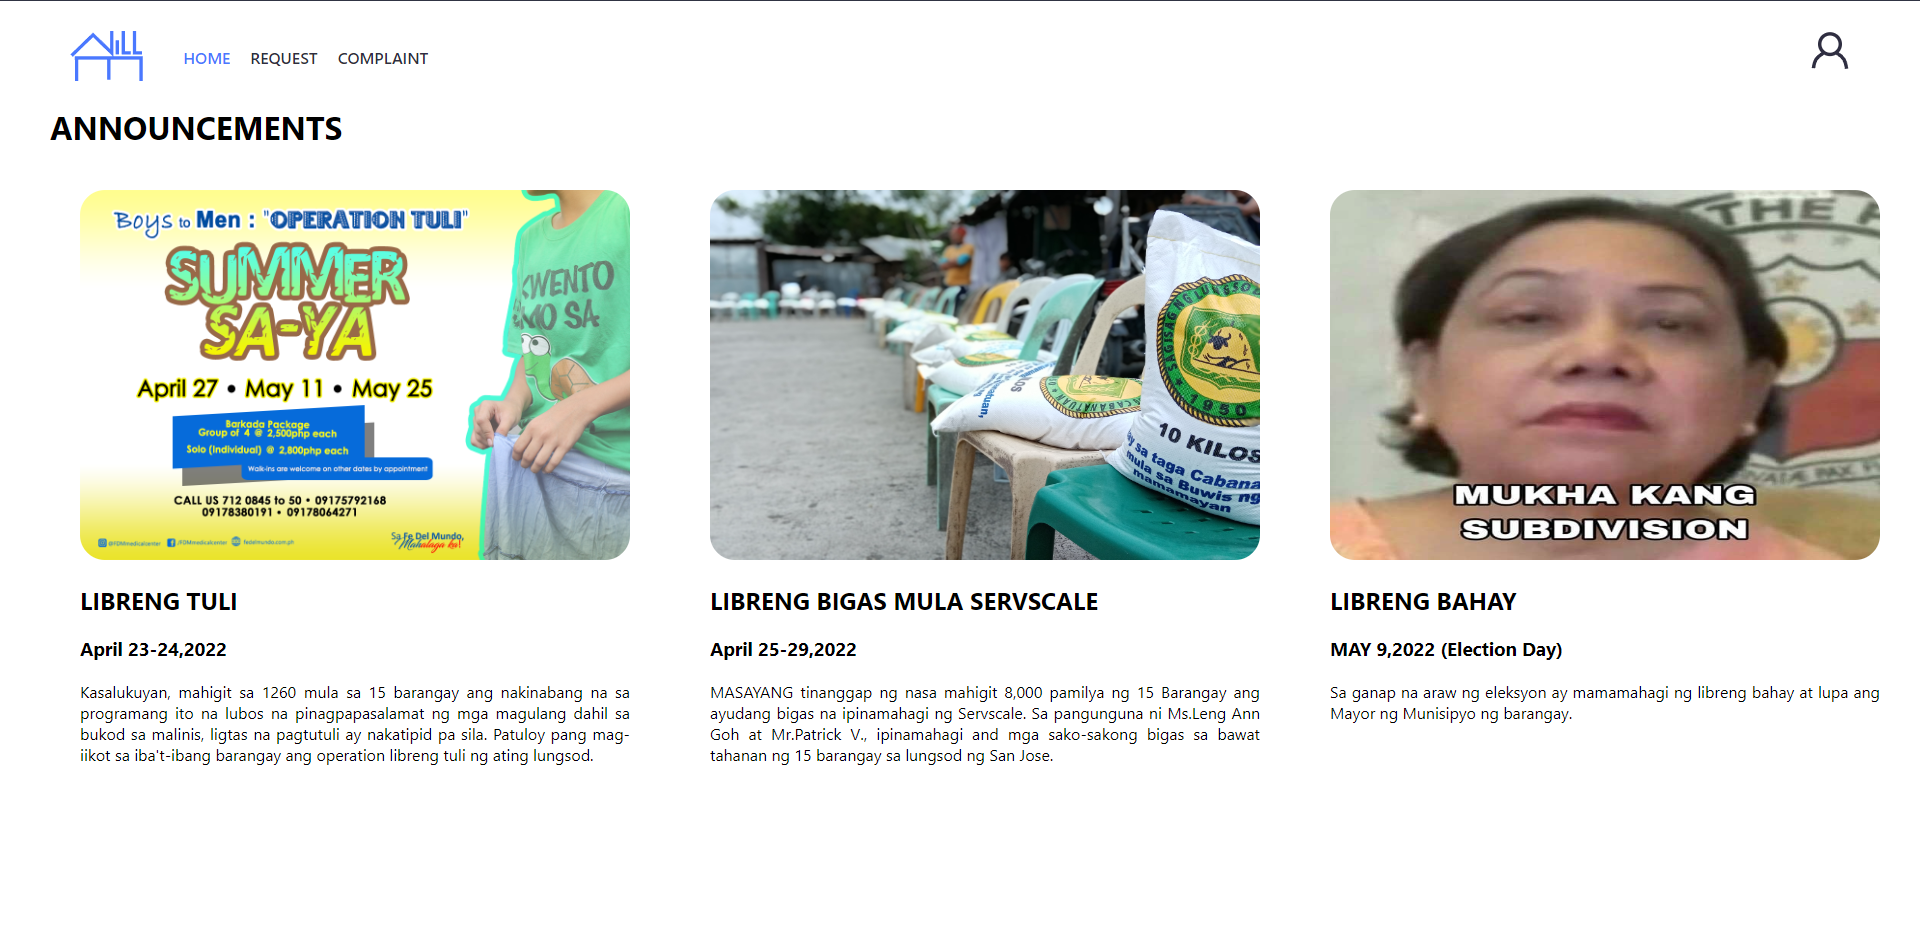 HOME REQUEST COMPLAINT
ANNOUNCEMENTS
Boys to Men : "OPERATION TULI"
SUMMER
SA-YA
April 27 • May 11 • May 25
Barkada Package
Group of 4 @ 2,500php each
Solo (Individual) @ 2,800php each
Walk-ins are welcome on other dates by appointment
CALL US 712 0845 to 50 • 09175792168
09178380191 • 09178064271
Sa Fe Del Mundo,
Mahalaga ka!
fedelmundo.com.ph
KWENTO
MO SA
SAGISAG NG LUNGSOD
1950
10 KILOS
sa taga Cabana
mula sa Buwis ng
mamamayan
THE
MUKHA KANG
SUBDIVISION
LIBRENG TULI
April 23-24,2022
Kasalukuyan, mahigit sa 1260 mula sa 15 barangay ang nakinabang na sa
programang ito na lubos na pinagpapasalamat ng mga magulang dahil sa
bukod sa malinis, ligtas na pagtutuli ay nakatipid pa sila. Patuloy pang mag-
iikot sa iba't-ibang barangay ang operation libreng tuli ng ating lungsod.
LIBRENG BIGAS MULA SERVSCALE
April 25-29,2022
MASAYANG tinanggap ng nasa mahigit 8,000 pamilya ng 15 Barangay ang
ayudang bigas na ipinamahagi ng Servscale. Sa pangunguna ni Ms.Leng Ann
Goh at Mr.Patrick V., ipinamahagi and mga sako-sakong bigas sa bawat
tahanan ng 15 barangay sa lungsod ng San Jose.
LIBRENG BAHAY
MAY 9,2022 (Election Day)
Sa ganap na araw ng eleksyon ay mamamahagi ng libreng bahay at lupa ang
Mayor ng Munisipyo ng barangay.